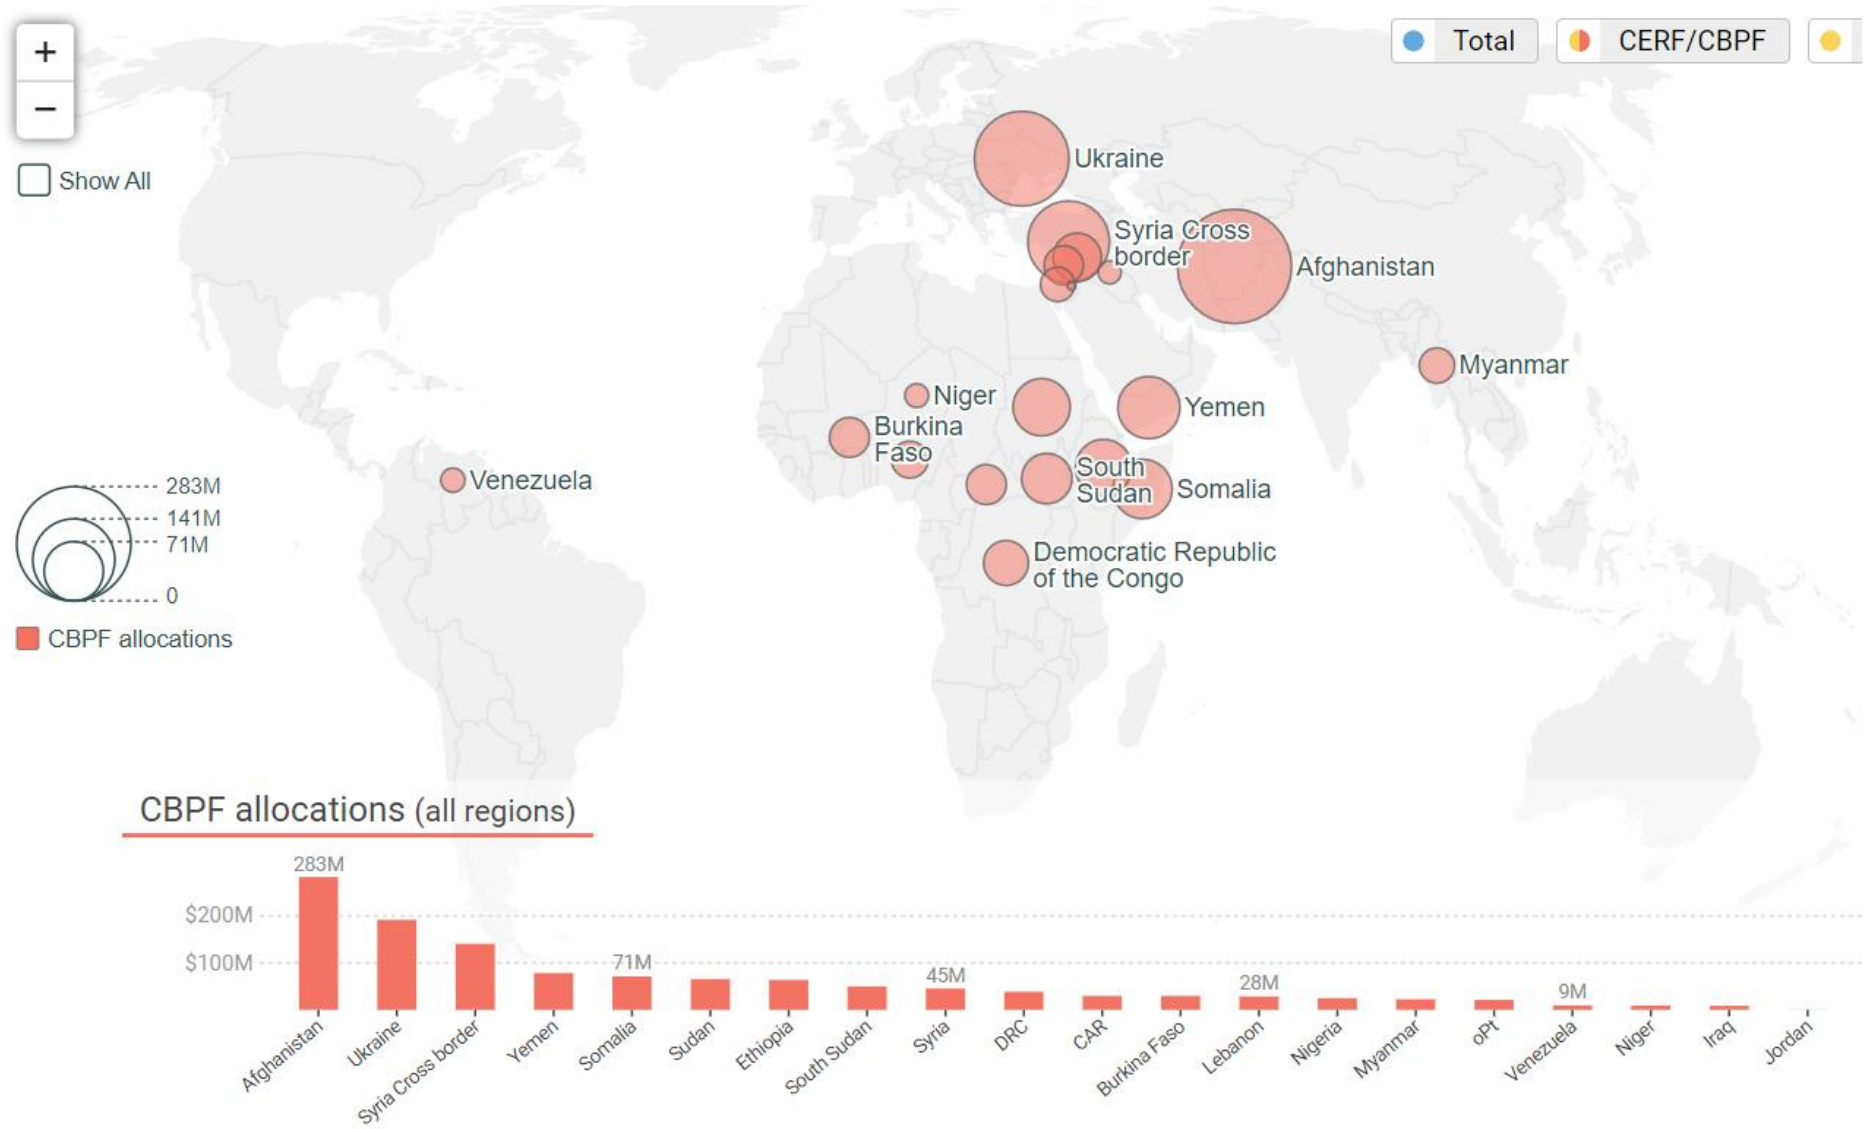 +
Total
CERF/CBPF
−
Show All
Ukraine
Syria Cross
border
Afghanistan
Myanmar
Niger
Burkina
Faso
Yemen
South
Sudan
Somalia
Venezuela
Democratic Republic
of the Congo
283M
141M
71M
0
CBPF allocations
CBPF allocations (all regions)
283M
$200M
$100M
71M
45M
28M
9M
Afghanistan
Ukraine
Syria Cross border
Yemen
Somalia
Sudan
Ethiopia
South Sudan
Syria
DRC
CAR
Burkina Faso
Lebanon
Nigeria
Myanmar
oPt
Venezuela
Niger
Iraq
Jordan